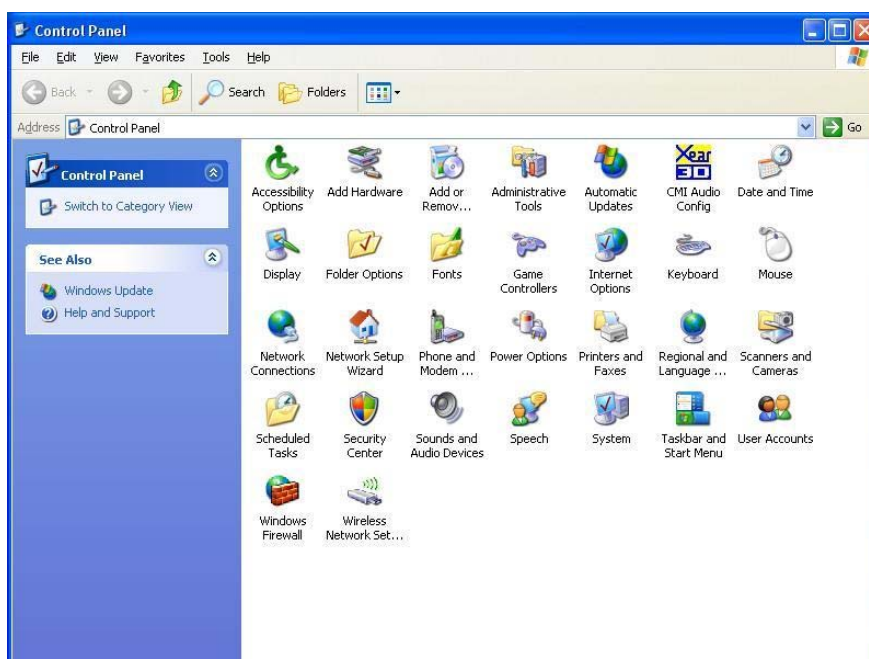 Control Panel
File Edit View Favorites Tools Help
Back Search Folders
Address Control Panel Go
Control Panel
Switch to Category View
See Also
Windows Update
Help and Support
Accessibility Options
Add Hardware
Add or Remov...
Administrative Tools
Automatic Updates
Xear 3D
CMI Audio Config
Date and Time
Display
Folder Options
Fonts
Game Controllers
Internet Options
Keyboard
Mouse
Network Connections
Network Setup Wizard
Phone and Modem ...
Power Options
Printers and Faxes
Regional and Language ...
Scanners and Cameras
Scheduled Tasks
Security Center
Sounds and Audio Devices
Speech
System
Taskbar and Start Menu
User Accounts
Windows Firewall
Wireless Network Set...